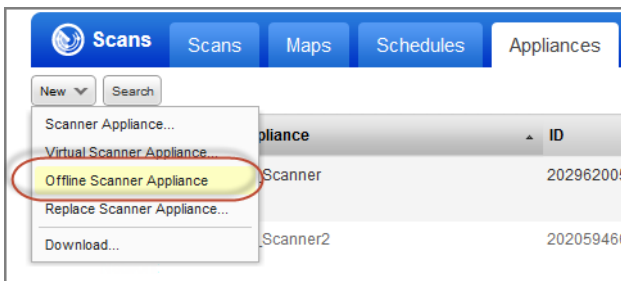 Scans Scans Maps Schedules Appliances
New Search
Scanner Appliance...
Virtual Scanner Appliance...
Offline Scanner Appliance
Replace Scanner Appliance...
Download...
ppliance ID
_Scanner 20296200
_Scanner2 20205946